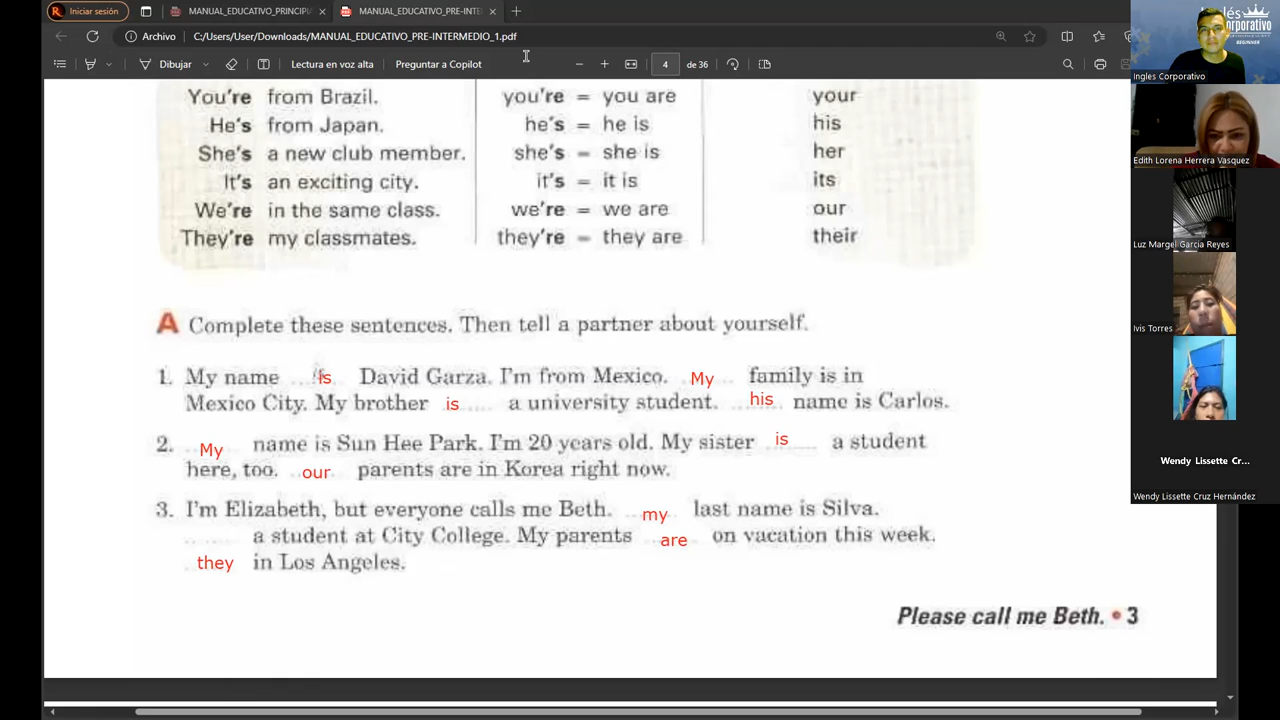 Iniciar sesión
MANUAL_EDUCATIVO_PRINCIPI
MANUAL_EDUCATIVO_PRE-INTERMEDIO
Archivo C:/Users/User/Downloads/MANUAL_EDUCATIVO_PRE-INTERMEDIO_1.pdf
Dibujar Lectura en voz alta Preguntar a Copilot 4 de 36
You're from Brazil. you're = you are your
He's from Japan. he's = he is his
She's a new club member. she's = she is her
It's an exciting city. it's = it is its
We're in the same class. we're = we are our
They're my classmates. they're = they are their
A Complete these sentences. Then tell a partner about yourself.
1. My name is David Garza. I'm from Mexico. My family is in
Mexico City. My brother is a university student. his name is Carlos.
2. My name is Sun Hee Park. I'm 20 years old. My sister is a student
here, too. our parents are in Korea right now.
3. I'm Elizabeth, but everyone calls me Beth. my last name is Silva.
a student at City College. My parents are on vacation this week.
they in Los Angeles.
Please call me Beth. • 3
Inglés
BEGINNER
Ingles Corporativo
Edith Lorena Herrera Vasquez
Luz Margel Garcia Reyes
Ivis Torres
Wendy Lissette Cr...
Wendy Lissette Cruz Hernández